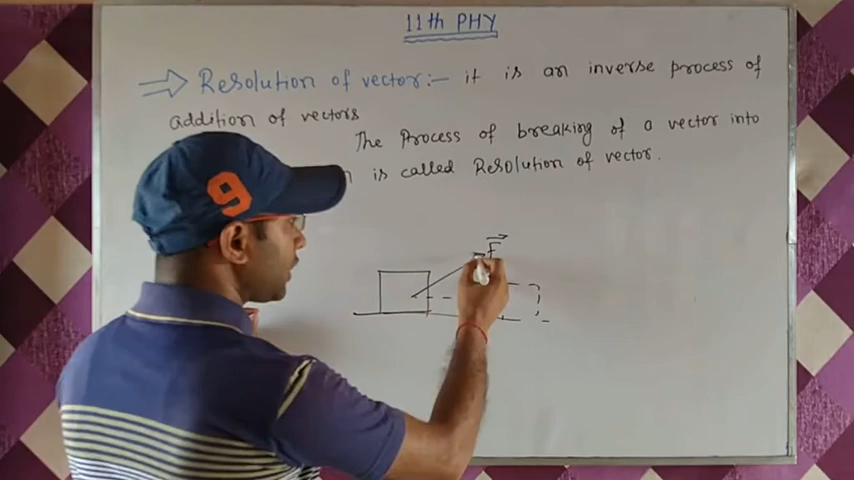 11th PHY
⇒ Resolution of vector:- it is an inverse process of
addition of vectors
The Process of breaking of a vector into
is called Resolution of vector.
F
9